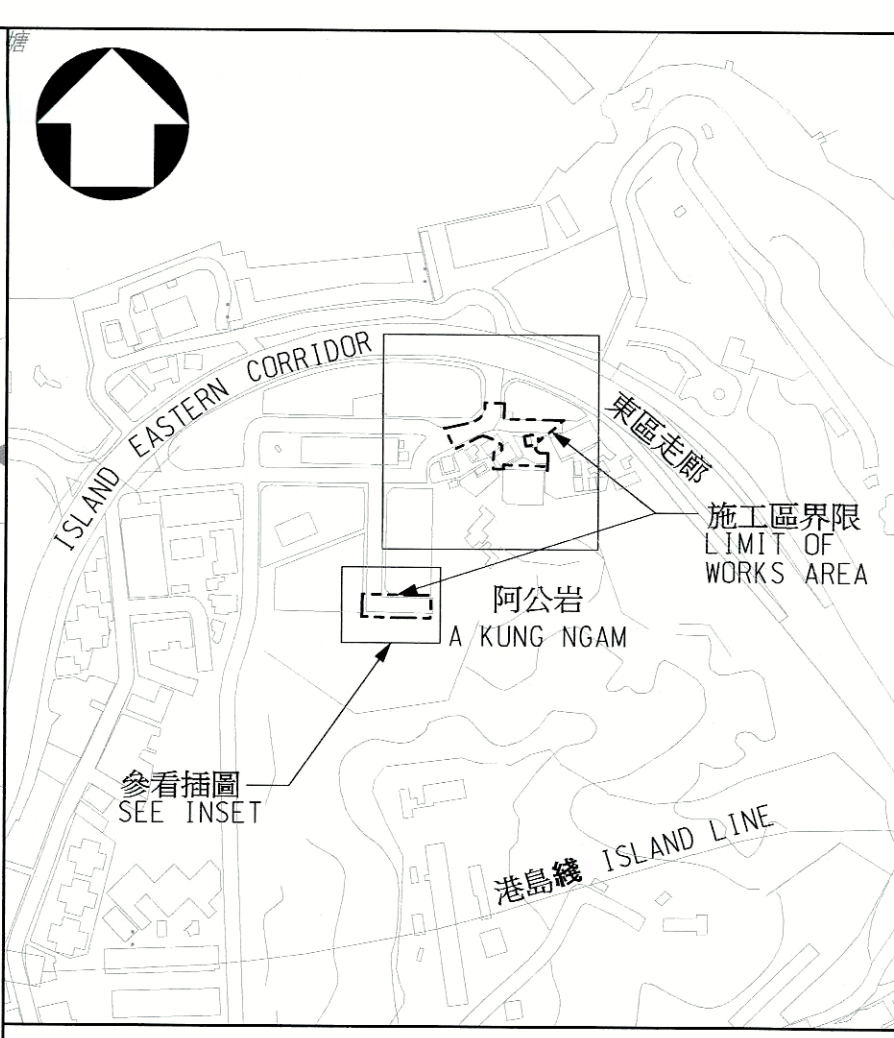 塘
ISLAND EASTERN CORRIDOR
東區走廊
施工區界限
LIMIT OF
WORKS AREA
阿公岩
A KUNG NGAM
參看插圖
SEE INSET
港島綫 ISLAND LINE